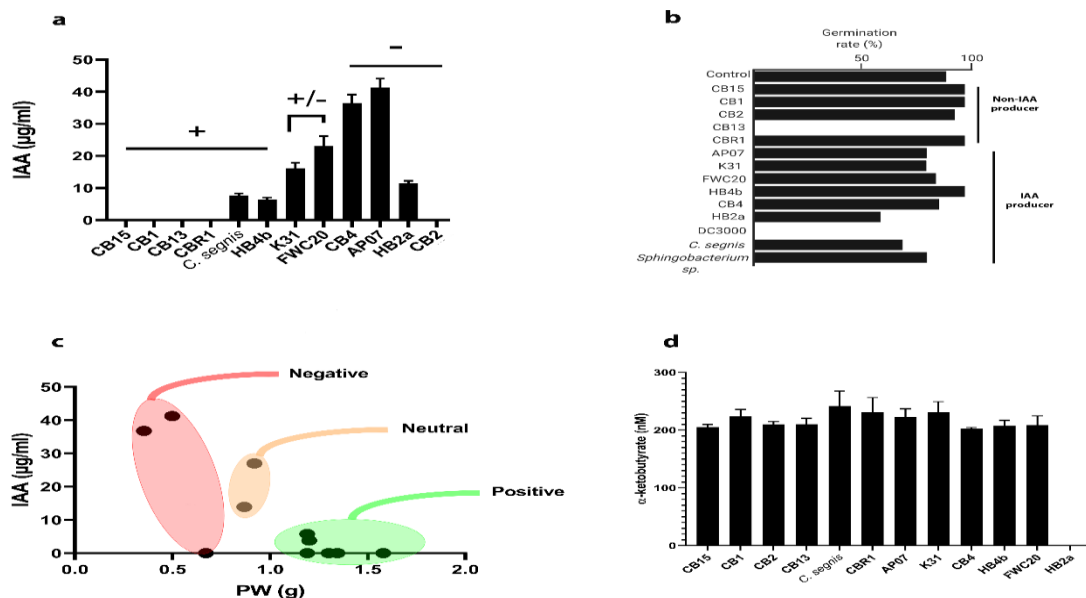 a
IAA (µg/ml)
50
40
30
20
10
0
+
+/-
–
CB15
CB1
CB13
CBR1
C. segnis
HB4b
K31
FWC20
CB4
AP07
HB2a
CB2
b
Germination
rate (%)
50
100
Control
CB15
CB1
CB2
CB13
CBR1
AP07
K31
FWC20
HB4b
CB4
HB2a
DC3000
C. segnis
Sphingobacterium
sp.
Non-IAA
producer
IAA
producer
c
Negative
Neutral
Positive
IAA (µg/ml)
50
40
30
20
10
0
0.0
0.5
1.0
1.5
2.0
PW (g)
d
α-ketobutyrate (nM)
300
200
100
0
CB15
CB1
CB2
CB13
C. segnis
CBR1
AP07
K31
CB4
HB4b
FWC20
HB2a